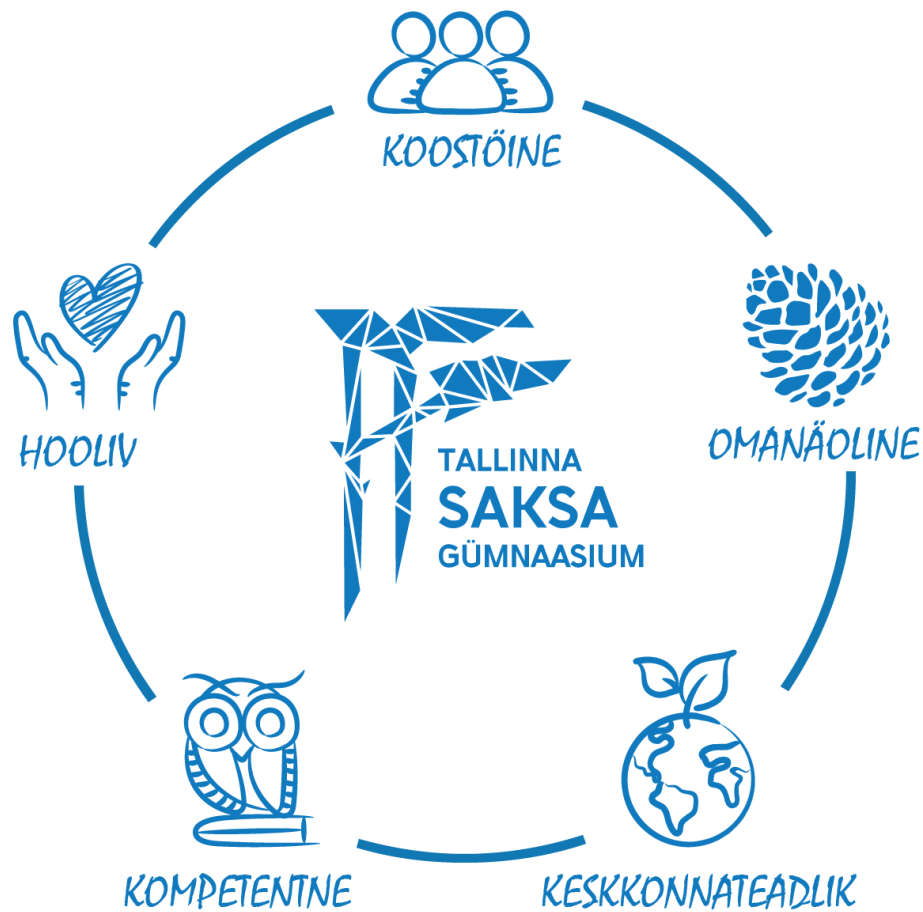 KOOSTÖINE
HOOLIV
OMANÄOLINE
TALLINNA
SAKSA
GÜMNAASIUM
KOMPETENTNE
KESKKONNATEADLIK